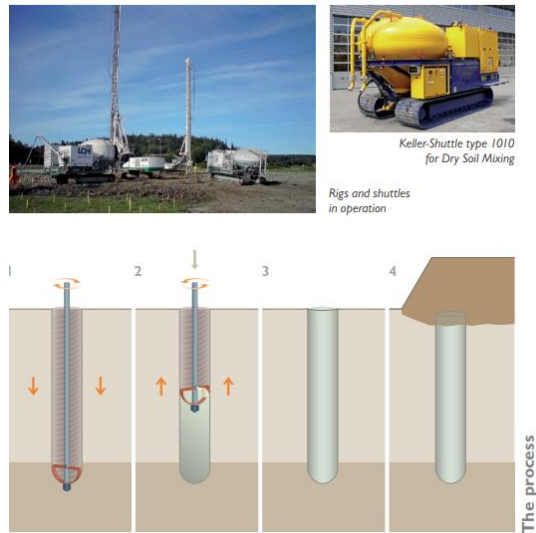 Keller-Shuttle type 1010
for Dry Soil Mixing
Rigs and shuttles
in operation
1
2
3
4
The process